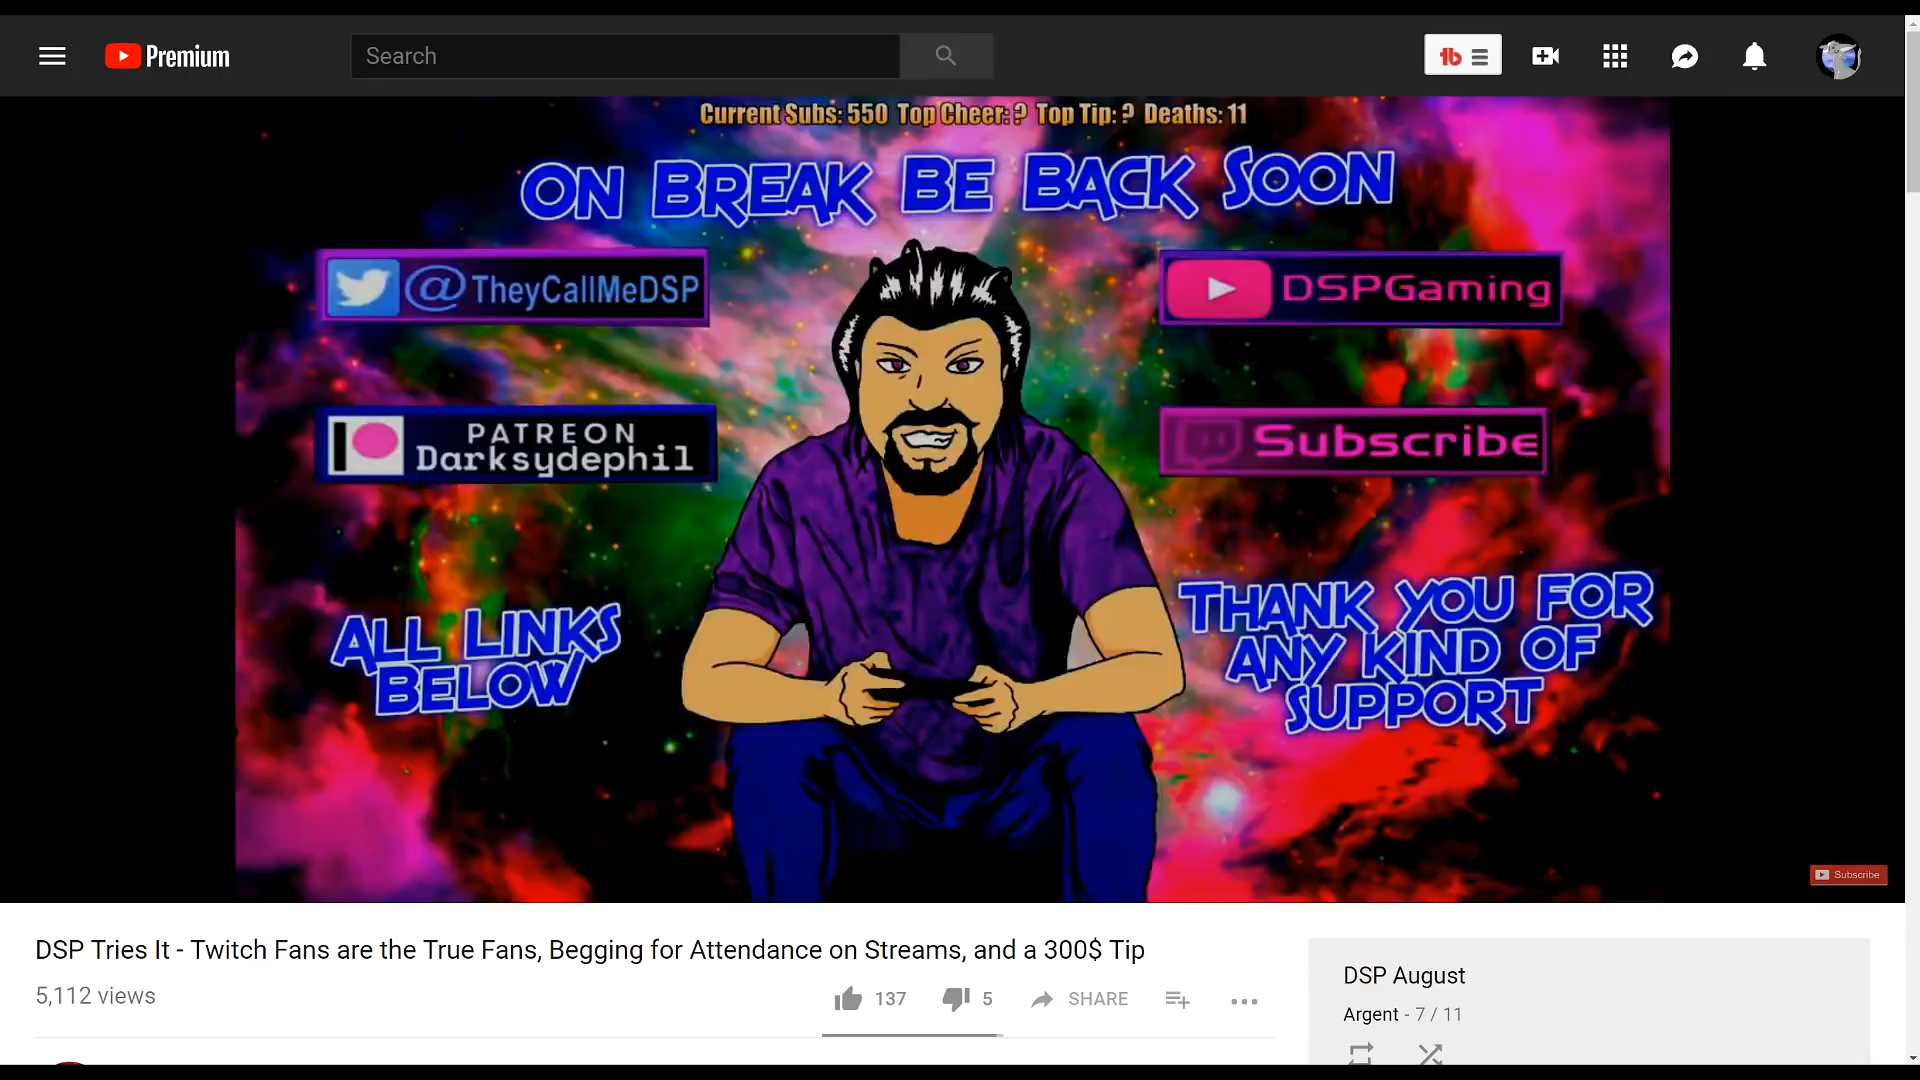 Premium
Search
Current Subs: 550 Top Cheer: ? Top Tip: ? Deaths: 11
ON BREAK BE BACK SOON
@TheyCallMeDSP
DSPGaming
PATREON
Darksydephil
Subscribe
ALL LINKS
BELOW
THANK YOU FOR
ANY KIND OF
SUPPORT
Subscribe
DSP Tries It - Twitch Fans are the True Fans, Begging for Attendance on Streams, and a 300$ Tip
5,112 views
137
5
SHARE
DSP August
Argent - 7 / 11